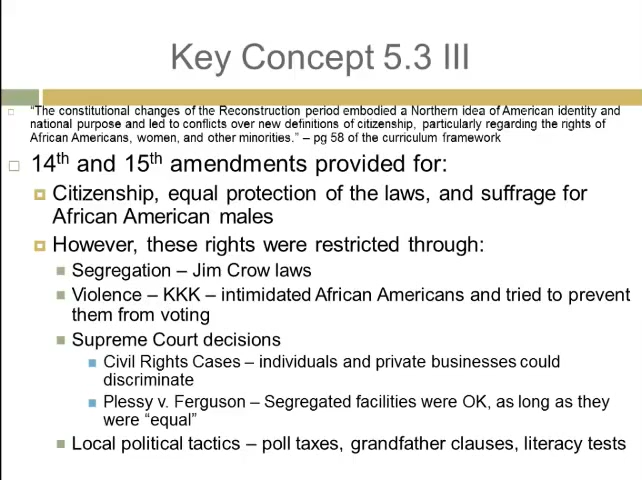 Key Concept 5.3 III
“The constitutional changes of the Reconstruction period embodied a Northern idea of American identity and
national purpose and led to conflicts over new definitions of citizenship, particularly regarding the rights of
African Americans, women, and other minorities.” – pg 58 of the curriculum framework
14th and 15th amendments provided for:
Citizenship, equal protection of the laws, and suffrage for
African American males
However, these rights were restricted through:
Segregation – Jim Crow laws
Violence – KKK – intimidated African Americans and tried to prevent
them from voting
Supreme Court decisions
Civil Rights Cases – individuals and private businesses could
discriminate
Plessy v. Ferguson – Segregated facilities were OK, as long as they
were “equal”
Local political tactics – poll taxes, grandfather clauses, literacy tests